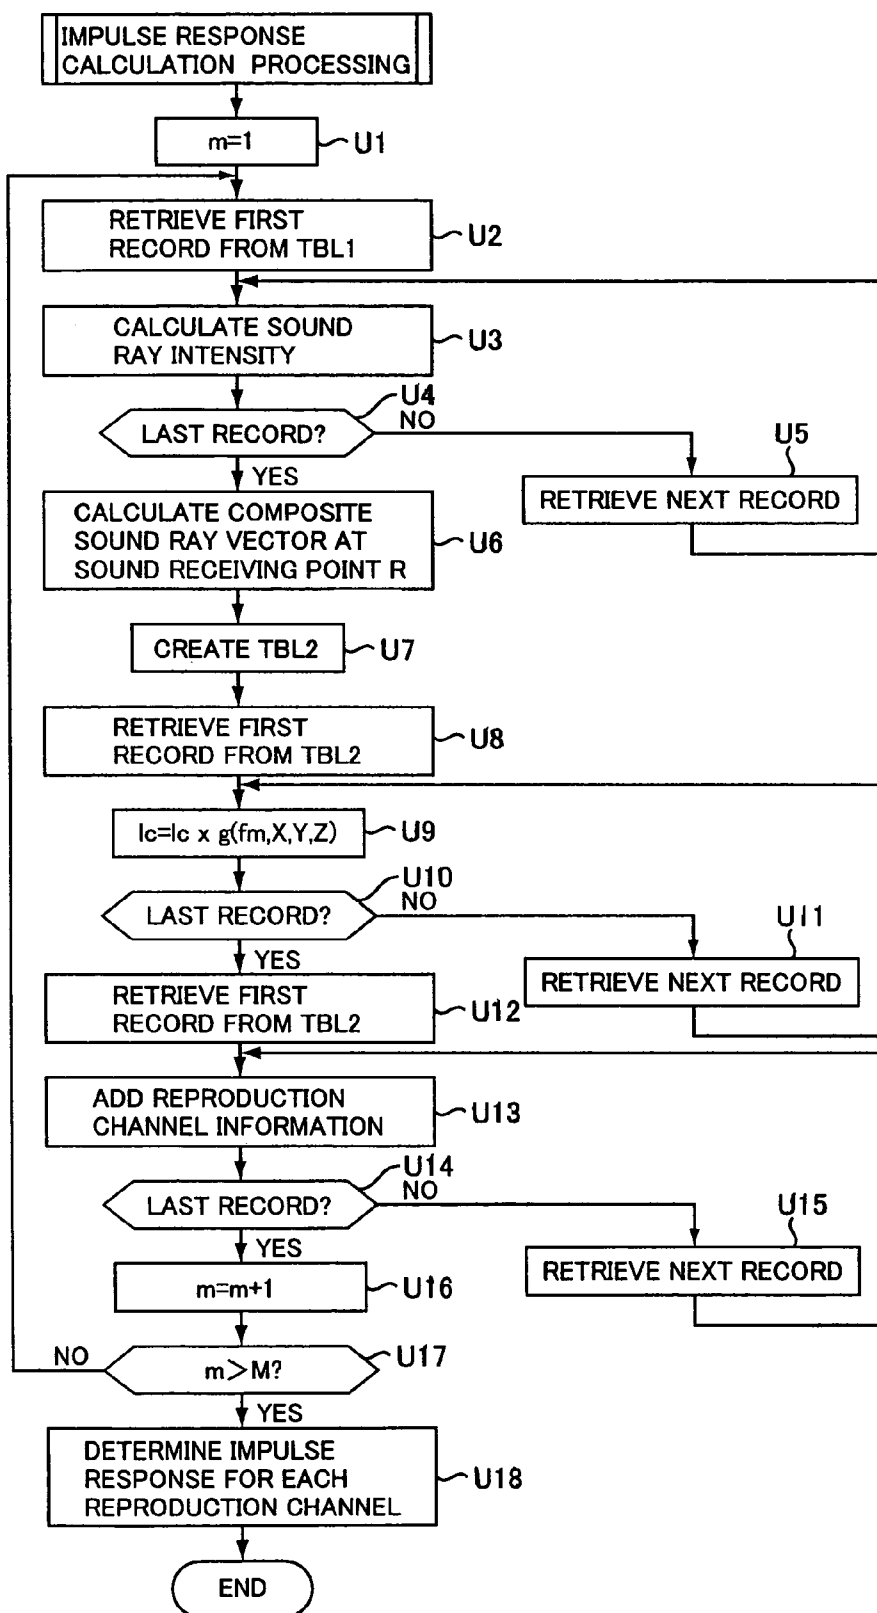 IMPULSE RESPONSE
CALCULATION PROCESSING
m=1
U1
RETRIEVE FIRST
RECORD FROM TBL1
U2
CALCULATE SOUND
RAY INTENSITY
U3
U4
LAST RECORD?
NO
YES
U5
RETRIEVE NEXT RECORD
CALCULATE COMPOSITE
SOUND RAY VECTOR AT
SOUND RECEIVING POINT R
U6
CREATE TBL2
U7
RETRIEVE FIRST
RECORD FROM TBL2
U8
Ic=Ic x g(fm,X,Y,Z)
U9
U10
LAST RECORD?
NO
YES
U11
RETRIEVE NEXT RECORD
RETRIEVE FIRST
RECORD FROM TBL2
U12
ADD REPRODUCTION
CHANNEL INFORMATION
U13
U14
LAST RECORD?
NO
YES
U15
RETRIEVE NEXT RECORD
m=m+1
U16
NO
m>M?
U17
YES
DETERMINE IMPULSE
RESPONSE FOR EACH
REPRODUCTION CHANNEL
U18
END